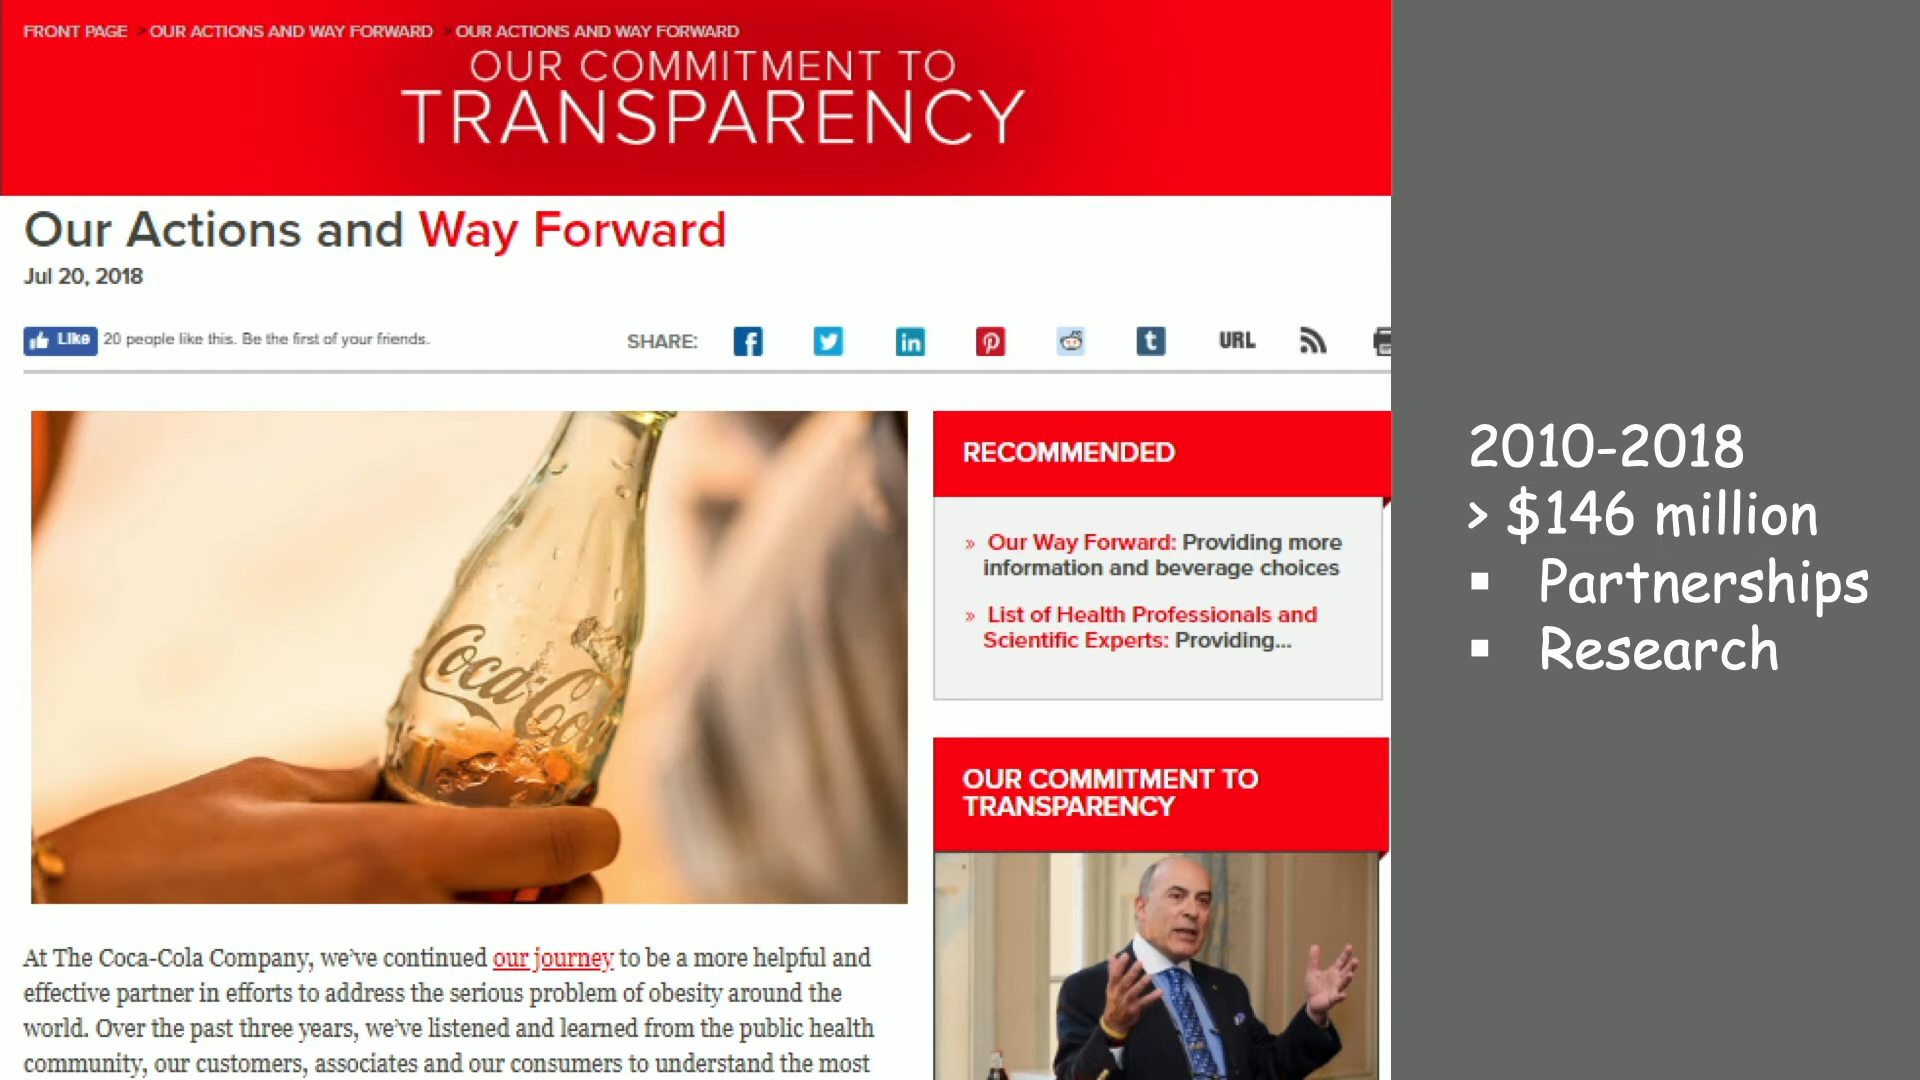 FRONT PAGE > OUR ACTIONS AND WAY FORWARD > OUR ACTIONS AND WAY FORWARD
OUR COMMITMENT TO
TRANSPARENCY
Our Actions and Way Forward
Jul 20, 2018
Like 20 people like this. Be the first of your friends.
SHARE: f in t URL
Coca-Cola
At The Coca-Cola Company, we've continued our journey to be a more helpful and
effective partner in efforts to address the serious problem of obesity around the
world. Over the past three years, we've listened and learned from the public health
community, our customers, associates and our consumers to understand the most
RECOMMENDED
» Our Way Forward: Providing more
information and beverage choices
» List of Health Professionals and
Scientific Experts: Providing...
OUR COMMITMENT TO
TRANSPARENCY
2010-2018
> $146 million
▪ Partnerships
▪ Research